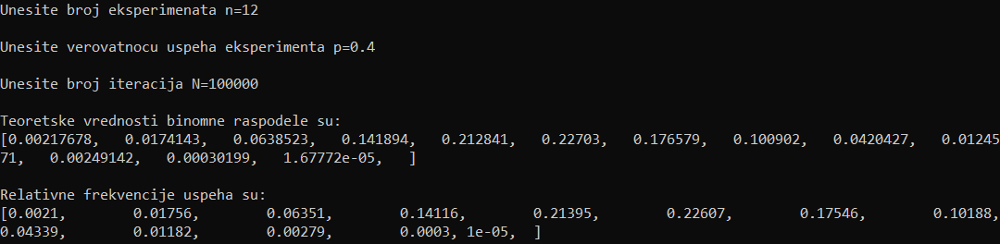 Unesite broj eksperimenata n=12
Unesite verovatnocu uspeha eksperimenta p=0.4
Unesite broj iteracija N=100000
Teoretske vrednosti binomne raspodele su:
[0.00217678,   0.0174143,   0.0638523,   0.141894,   0.212841,   0.22703,   0.176579,   0.100902,   0.0420427,   0.01245
71,   0.00249142,   0.00030199,   1.67772e-05,   ]
Relativne frekvencije uspeha su:
[0.0021,        0.01756,        0.06351,        0.14116,        0.21395,        0.22607,        0.17546,        0.10188,
0.04339,        0.01182,        0.00279,        0.0003, 1e-05,  ]